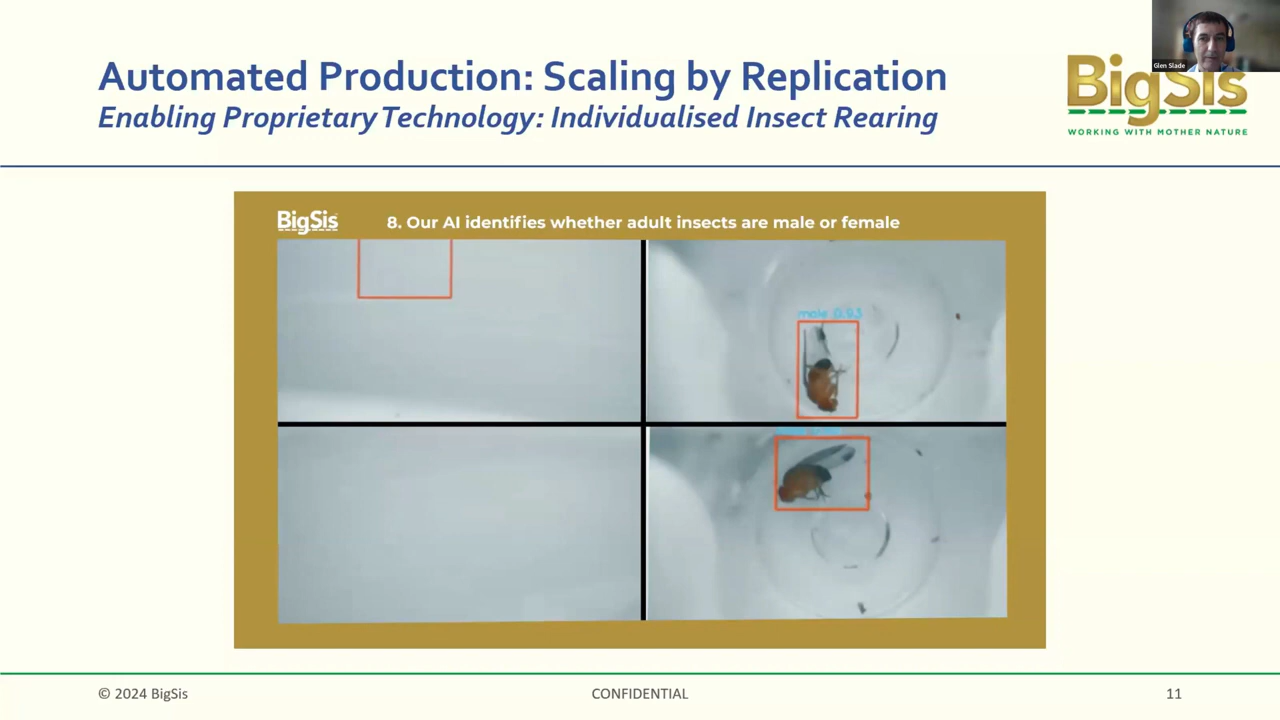 Automated Production: Scaling by Replication
Enabling Proprietary Technology: Individualised Insect Rearing
Glen Slade
BigSis
WORKING WITH MOTHER NATURE
BigSis
8. Our AI identifies whether adult insects are male or female
male 0.93
© 2024 BigSis
CONFIDENTIAL
11